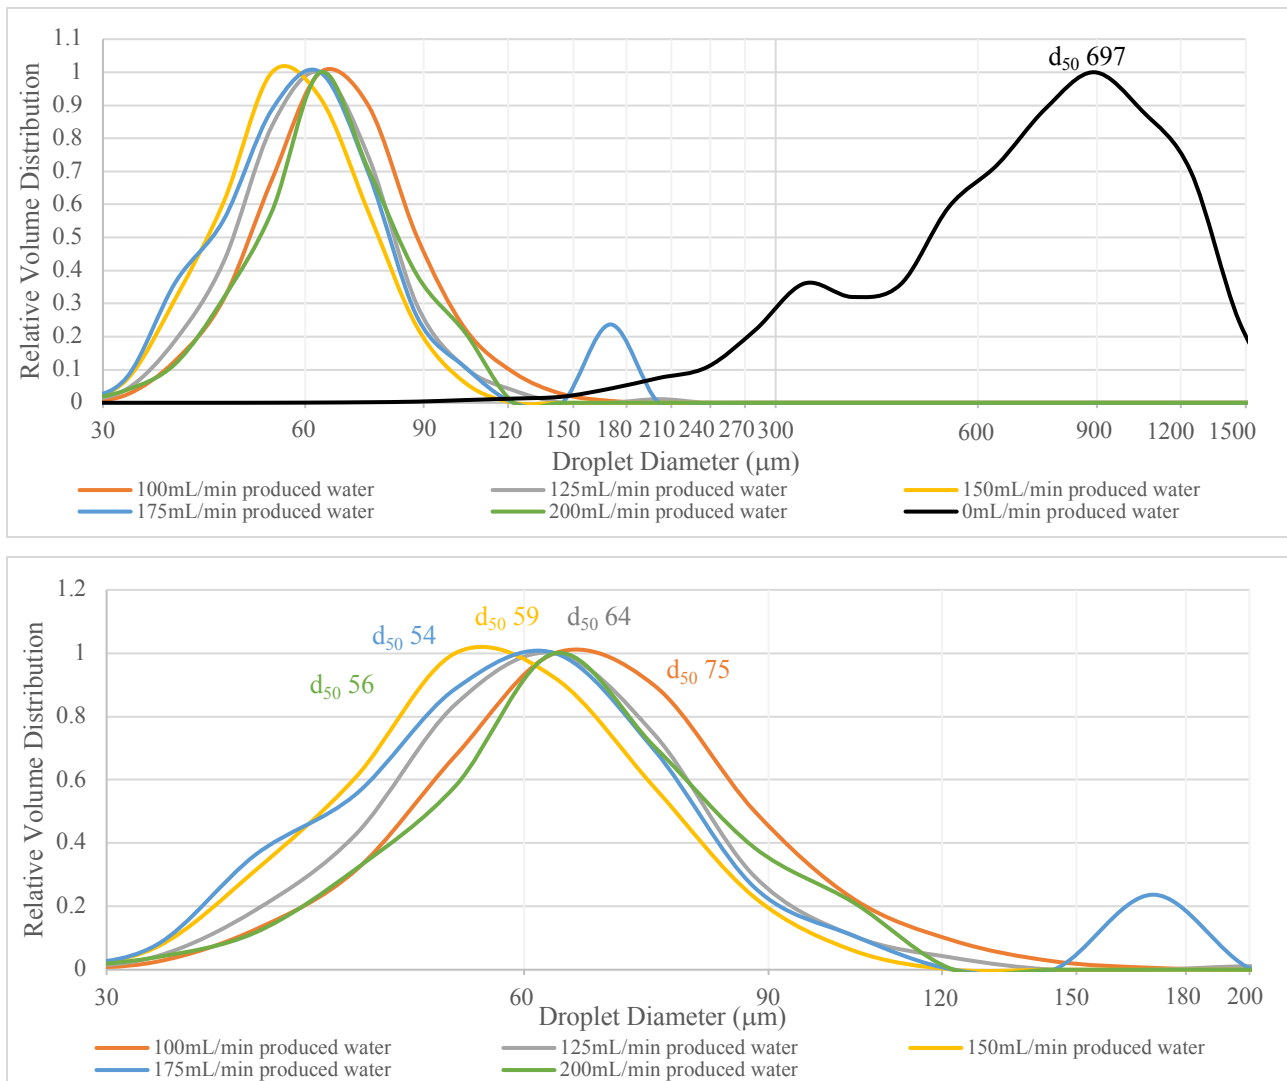 1.1
1
0.9
0.8
0.7
0.6
0.5
0.4
0.3
0.2
0.1
0
Relative Volume Distribution
d50 697
30 60 90 120 150 180 210 240 270 300 600 900 1200 1500
Droplet Diameter (μm)
100mL/min produced water 125mL/min produced water 150mL/min produced water
175mL/min produced water 200mL/min produced water 0mL/min produced water
1.2
1
0.8
0.6
0.4
0.2
0
Relative Volume Distribution
d50 59 d50 64
d50 54
d50 75
d50 56
30 60 90 120 150 180 200
Droplet Diameter (μm)
100mL/min produced water 125mL/min produced water 150mL/min produced water
175mL/min produced water 200mL/min produced water